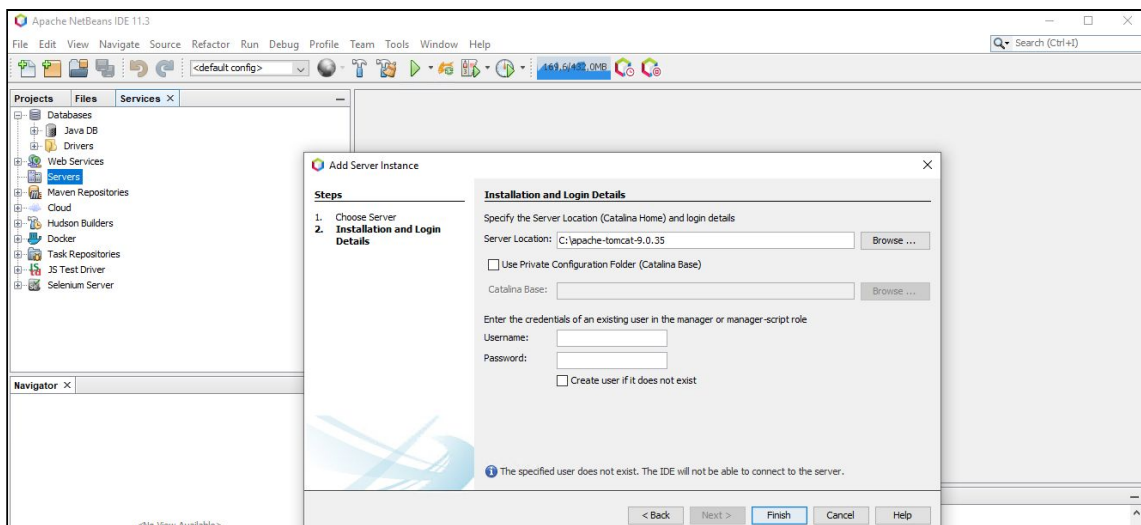 Apache NetBeans IDE 11.3
File Edit View Navigate Source Refactor Run Debug Profile Team Tools Window Help
Search (Ctrl+I)
<default config>
169,6/432,0MB
Projects Files Services
Databases
Java DB
Drivers
Web Services
Servers
Maven Repositories
Cloud
Hudson Builders
Docker
Task Repositories
JS Test Driver
Selenium Server
Navigator
<No View Available>
Add Server Instance
Steps
1. Choose Server
2. Installation and Login
Details
Installation and Login Details
Specify the Server Location (Catalina Home) and login details
Server Location: C:\apache-tomcat-9.0.35 Browse ...
Use Private Configuration Folder (Catalina Base)
Catalina Base: Browse ...
Enter the credentials of an existing user in the manager or manager-script role
Username:
Password:
Create user if it does not exist
The specified user does not exist. The IDE will not be able to connect to the server.
< Back Next > Finish Cancel Help